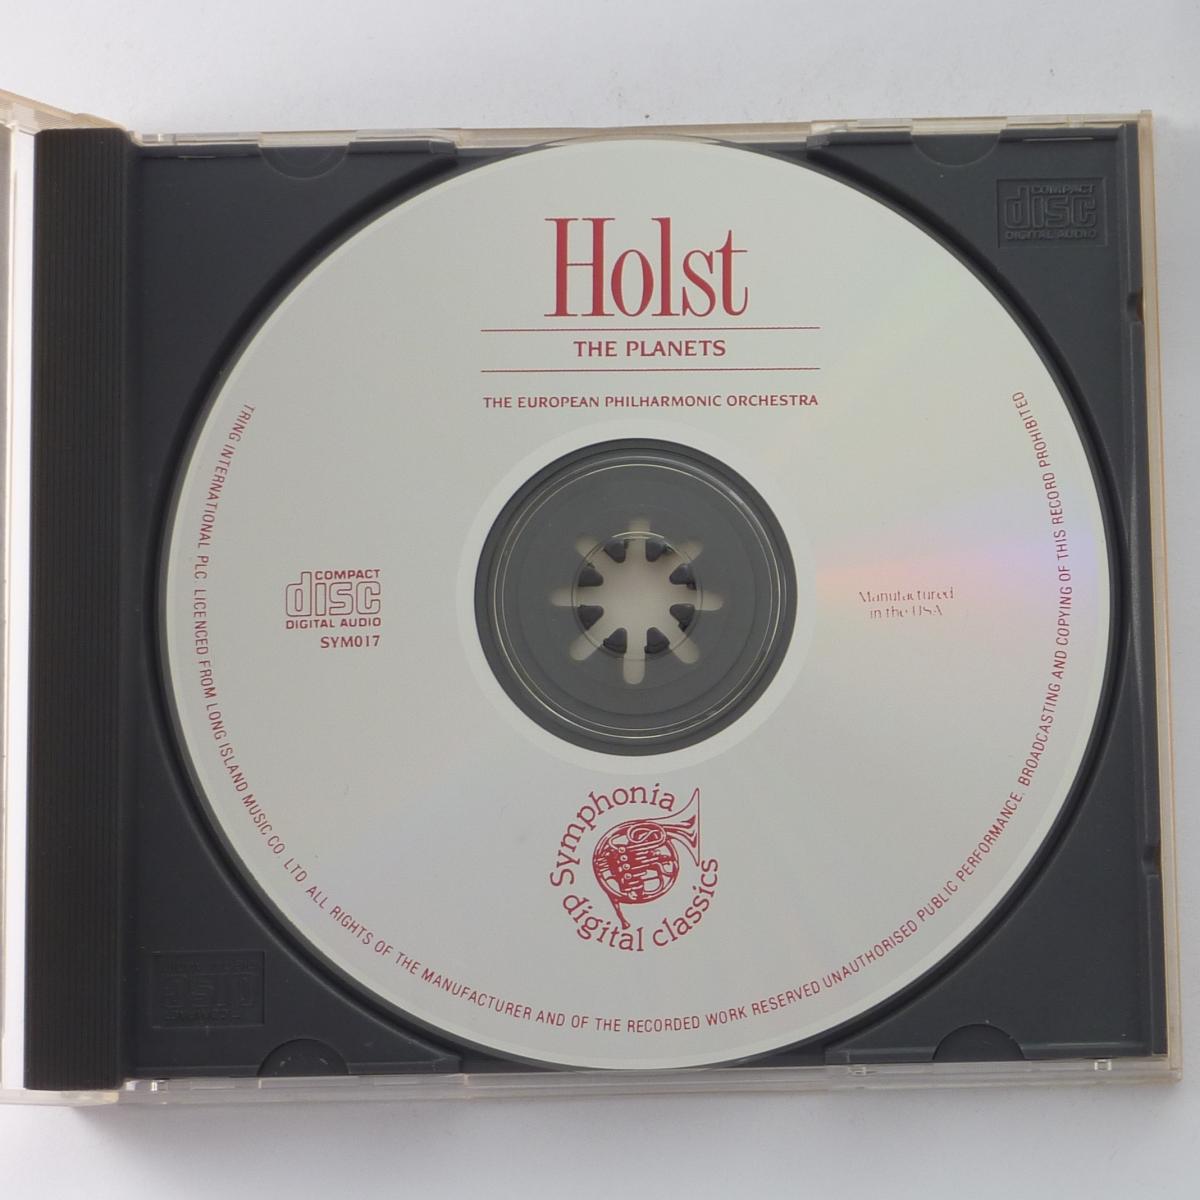 Holst
THE PLANETS
THE EUROPEAN PHILHARMONIC ORCHESTRA
COMPACT
disc
DIGITAL AUDIO
SYM017
Manufactured
in the USA
Symphonia
digital classics
TRING INTERNATIONAL PLC. LICENCED FROM LONG ISLAND MUSIC CO. LTD ALL RIGHTS OF THE MANUFACTURER AND OF THE RECORDED WORK RESERVED UNAUTHORISED PUBLIC PERFORMANCE, BROADCASTING AND COPYING OF THIS RECORD PROHIBITED
COMPACT
disc
DIGITAL AUDIO